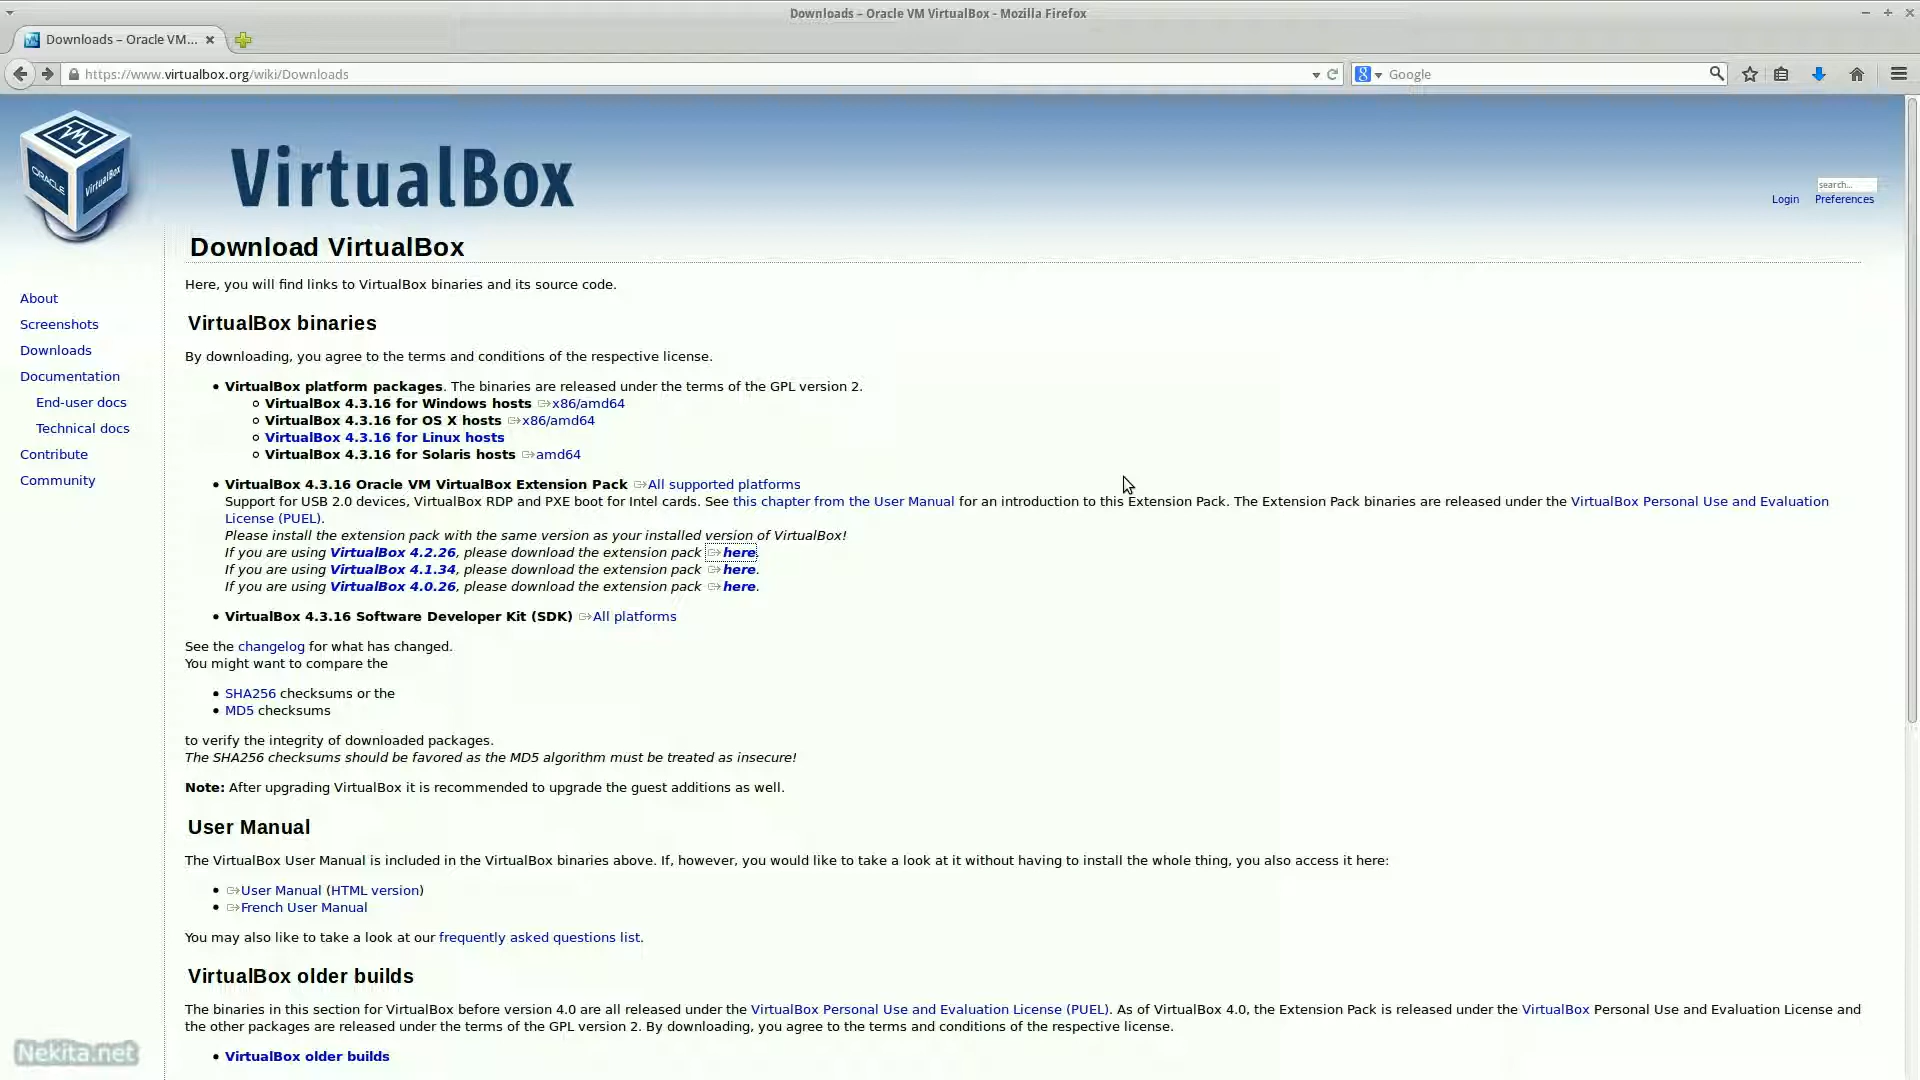 Downloads – Oracle VM VirtualBox - Mozilla Firefox
Downloads – Oracle VM...
https://www.virtualbox.org/wiki/Downloads
Google
ORACLE
VirtualBox
VirtualBox
search...
Login Preferences
Download VirtualBox
Here, you will find links to VirtualBox binaries and its source code.
About
Screenshots
Downloads
Documentation
End-user docs
Technical docs
Contribute
Community
VirtualBox binaries
By downloading, you agree to the terms and conditions of the respective license.
VirtualBox platform packages. The binaries are released under the terms of the GPL version 2.
VirtualBox 4.3.16 for Windows hosts x86/amd64
VirtualBox 4.3.16 for OS X hosts x86/amd64
VirtualBox 4.3.16 for Linux hosts
VirtualBox 4.3.16 for Solaris hosts amd64
VirtualBox 4.3.16 Oracle VM VirtualBox Extension Pack All supported platforms
Support for USB 2.0 devices, VirtualBox RDP and PXE boot for Intel cards. See this chapter from the User Manual for an introduction to this Extension Pack. The Extension Pack binaries are released under the VirtualBox Personal Use and Evaluation
License (PUEL).
Please install the extension pack with the same version as your installed version of VirtualBox!
If you are using VirtualBox 4.2.26, please download the extension pack here.
If you are using VirtualBox 4.1.34, please download the extension pack here.
If you are using VirtualBox 4.0.26, please download the extension pack here.
VirtualBox 4.3.16 Software Developer Kit (SDK) All platforms
See the changelog for what has changed.
You might want to compare the
SHA256 checksums or the
MD5 checksums
to verify the integrity of downloaded packages.
The SHA256 checksums should be favored as the MD5 algorithm must be treated as insecure!
Note: After upgrading VirtualBox it is recommended to upgrade the guest additions as well.
User Manual
The VirtualBox User Manual is included in the VirtualBox binaries above. If, however, you would like to take a look at it without having to install the whole thing, you also access it here:
User Manual (HTML version)
French User Manual
You may also like to take a look at our frequently asked questions list.
VirtualBox older builds
The binaries in this section for VirtualBox before version 4.0 are all released under the VirtualBox Personal Use and Evaluation License (PUEL). As of VirtualBox 4.0, the Extension Pack is released under the VirtualBox Personal Use and Evaluation License and
the other packages are released under the terms of the GPL version 2. By downloading, you agree to the terms and conditions of the respective license.
VirtualBox older builds
Nekita.net